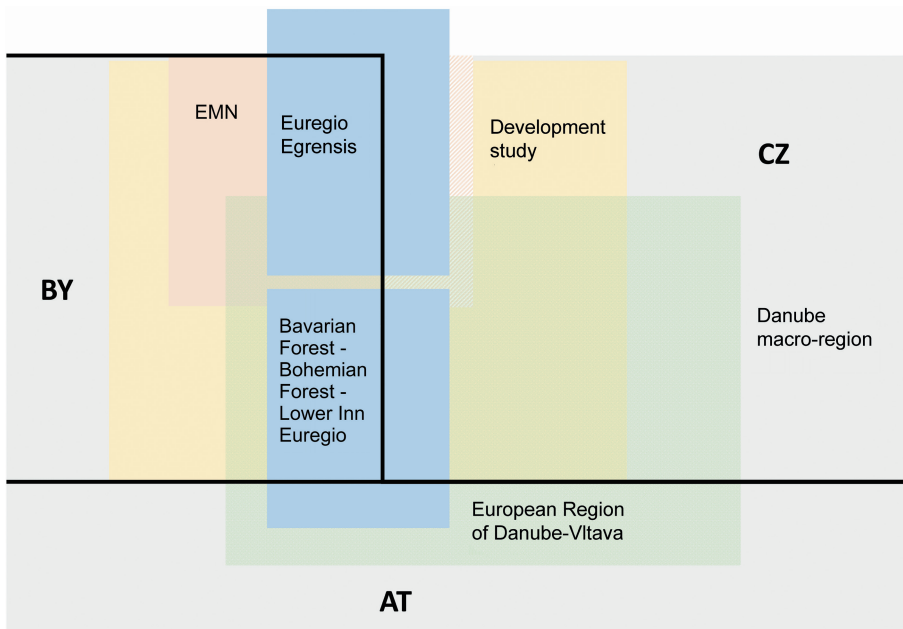 EMN
Euregio
Egrensis
Development
study
CZ
BY
Bavarian
Forest -
Bohemian
Forest -
Lower Inn
Euregio
Danube
macro-region
European Region
of Danube-Vltava
AT